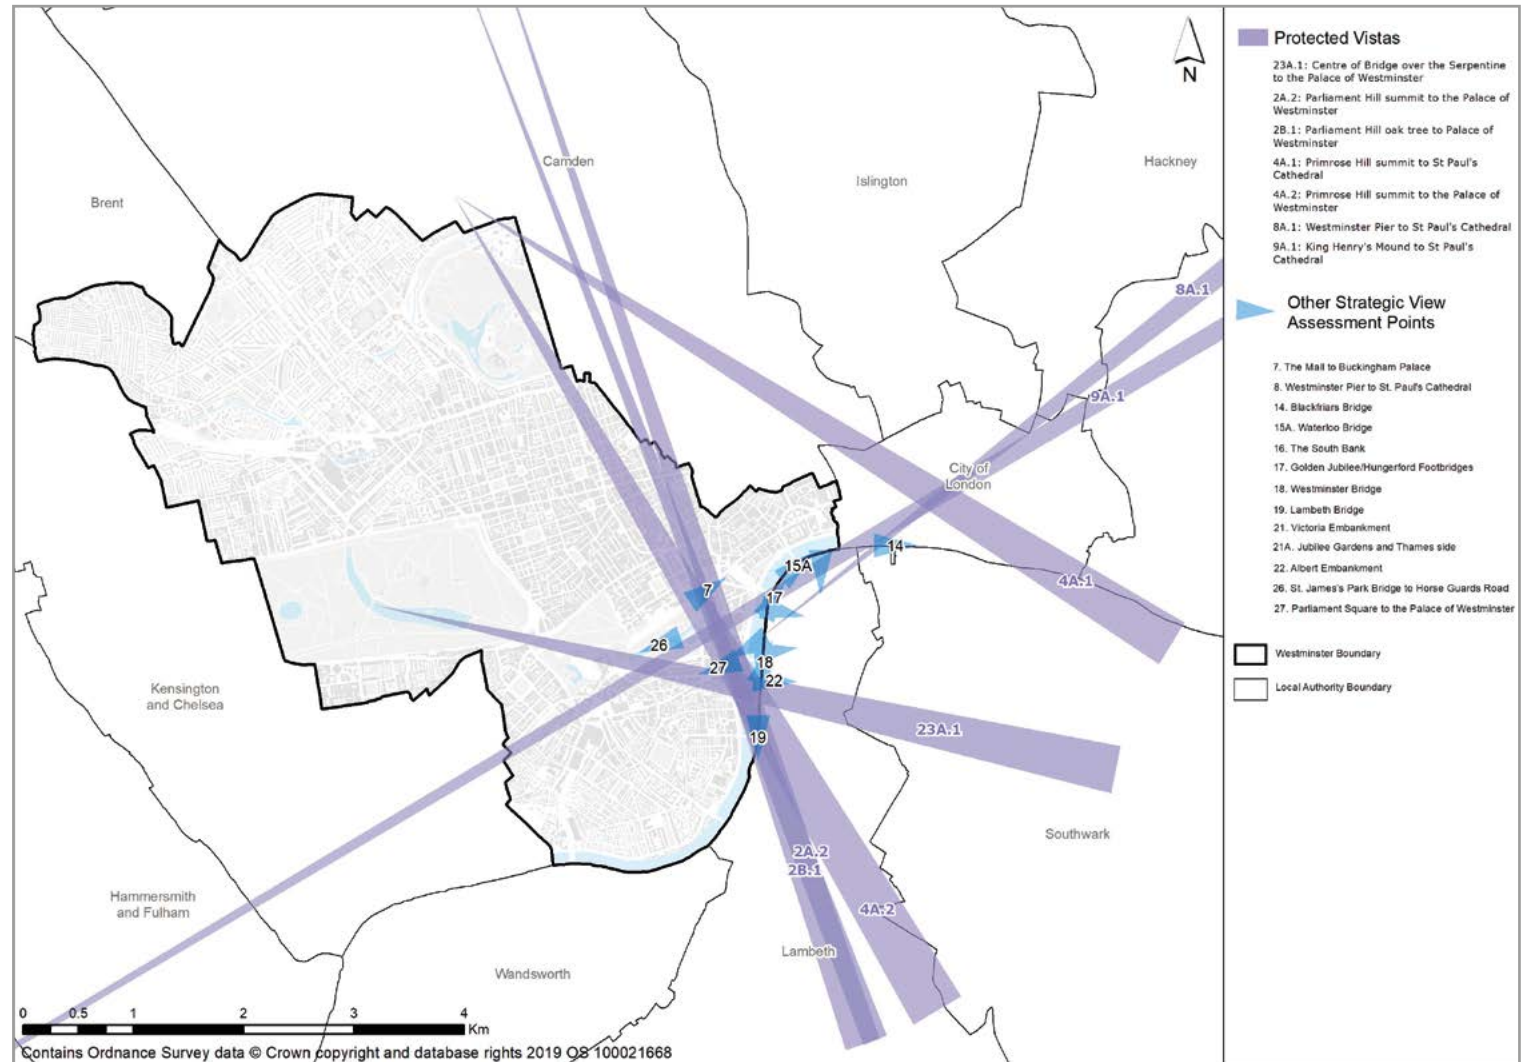 N
Camden
Brent
Islington
Hackney
8A.1
9A.1
City of
London
14
15A
4A.1
7
17
26
27
18
22
Kensington
and Chelsea
23A.1
19
Southwark
2A.2
2B.1
Hammersmith
and Fulham
4A.2
Lambeth
Wandsworth
0 0.5 1 2 3 4
Km
Contains Ordnance Survey data © Crown copyright and database rights 2019 OS 100021668
Protected Vistas
23A.1: Centre of Bridge over the Serpentine
to the Palace of Westminster
2A.2: Parliament Hill summit to the Palace of
Westminster
2B.1: Parliament Hill oak tree to Palace of
Westminster
4A.1: Primrose Hill summit to St Paul's
Cathedral
4A.2: Primrose Hill summit to the Palace of
Westminster
8A.1: Westminster Pier to St Paul's Cathedral
9A.1: King Henry's Mound to St Paul's
Cathedral
Other Strategic View
Assessment Points
7. The Mall to Buckingham Palace
8. Westminster Pier to St. Paul's Cathedral
14. Blackfriars Bridge
15A. Waterloo Bridge
16. The South Bank
17. Golden Jubilee/Hungerford Footbridges
18. Westminster Bridge
19. Lambeth Bridge
21. Victoria Embankment
21A. Jubilee Gardens and Thames side
22. Albert Embankment
26. St. James's Park Bridge to Horse Guards Road
27. Parliament Square to the Palace of Westminster
Westminster Boundary
Local Authority Boundary